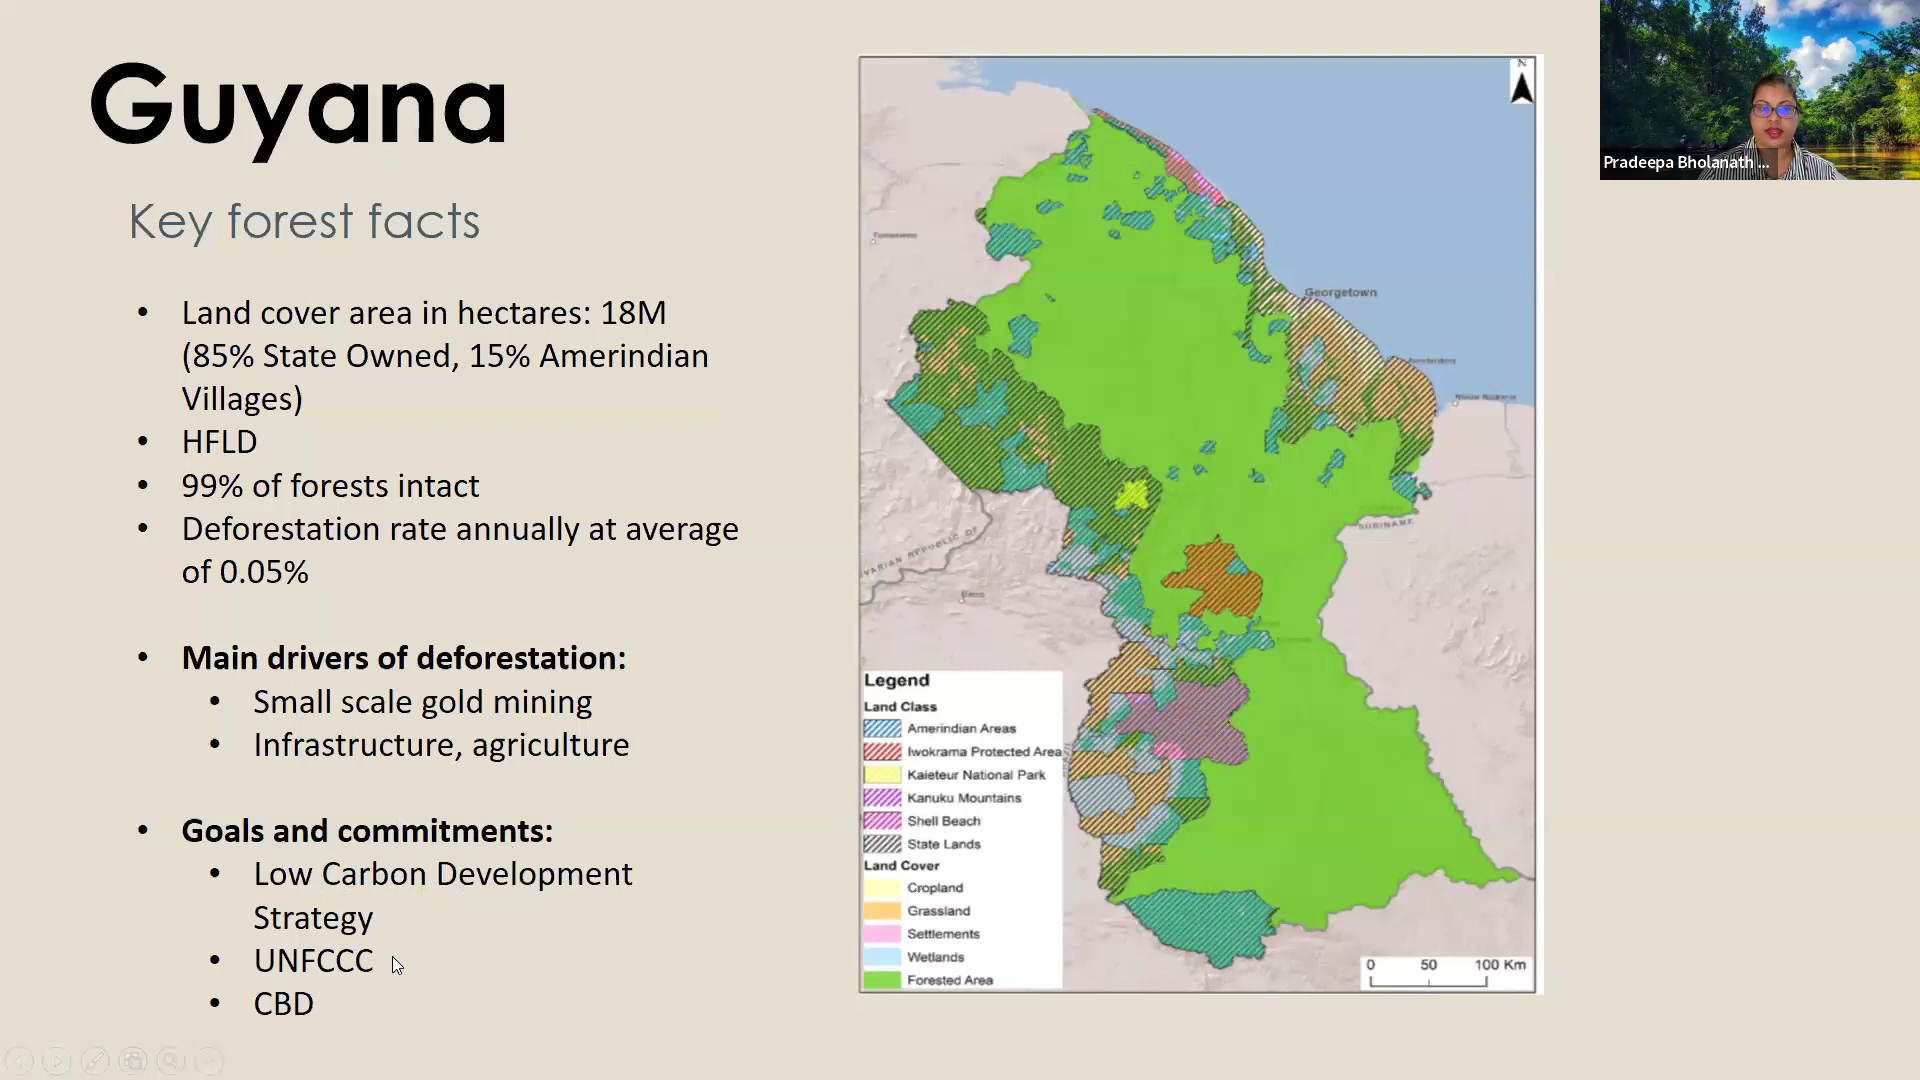 Guyana
Key forest facts
• Land cover area in hectares: 18M
(85% State Owned, 15% Amerindian
Villages)
• HFLD
• 99% of forests intact
• Deforestation rate annually at average
of 0.05%
• Main drivers of deforestation:
• Small scale gold mining
• Infrastructure, agriculture
• Goals and commitments:
• Low Carbon Development
Strategy
• UNFCCC
• CBD
N
Georgetown
SURINAME
VARIAN REPUBLIC OF
Legend
Land Class
Amerindian Areas
Iwokrama Protected Area
Kaieteur National Park
Kanuku Mountains
Shell Beach
State Lands
Land Cover
Cropland
Grassland
Settlements
Wetlands
Forested Area
0 50 100 Km
Pradeepa Bholanath ...